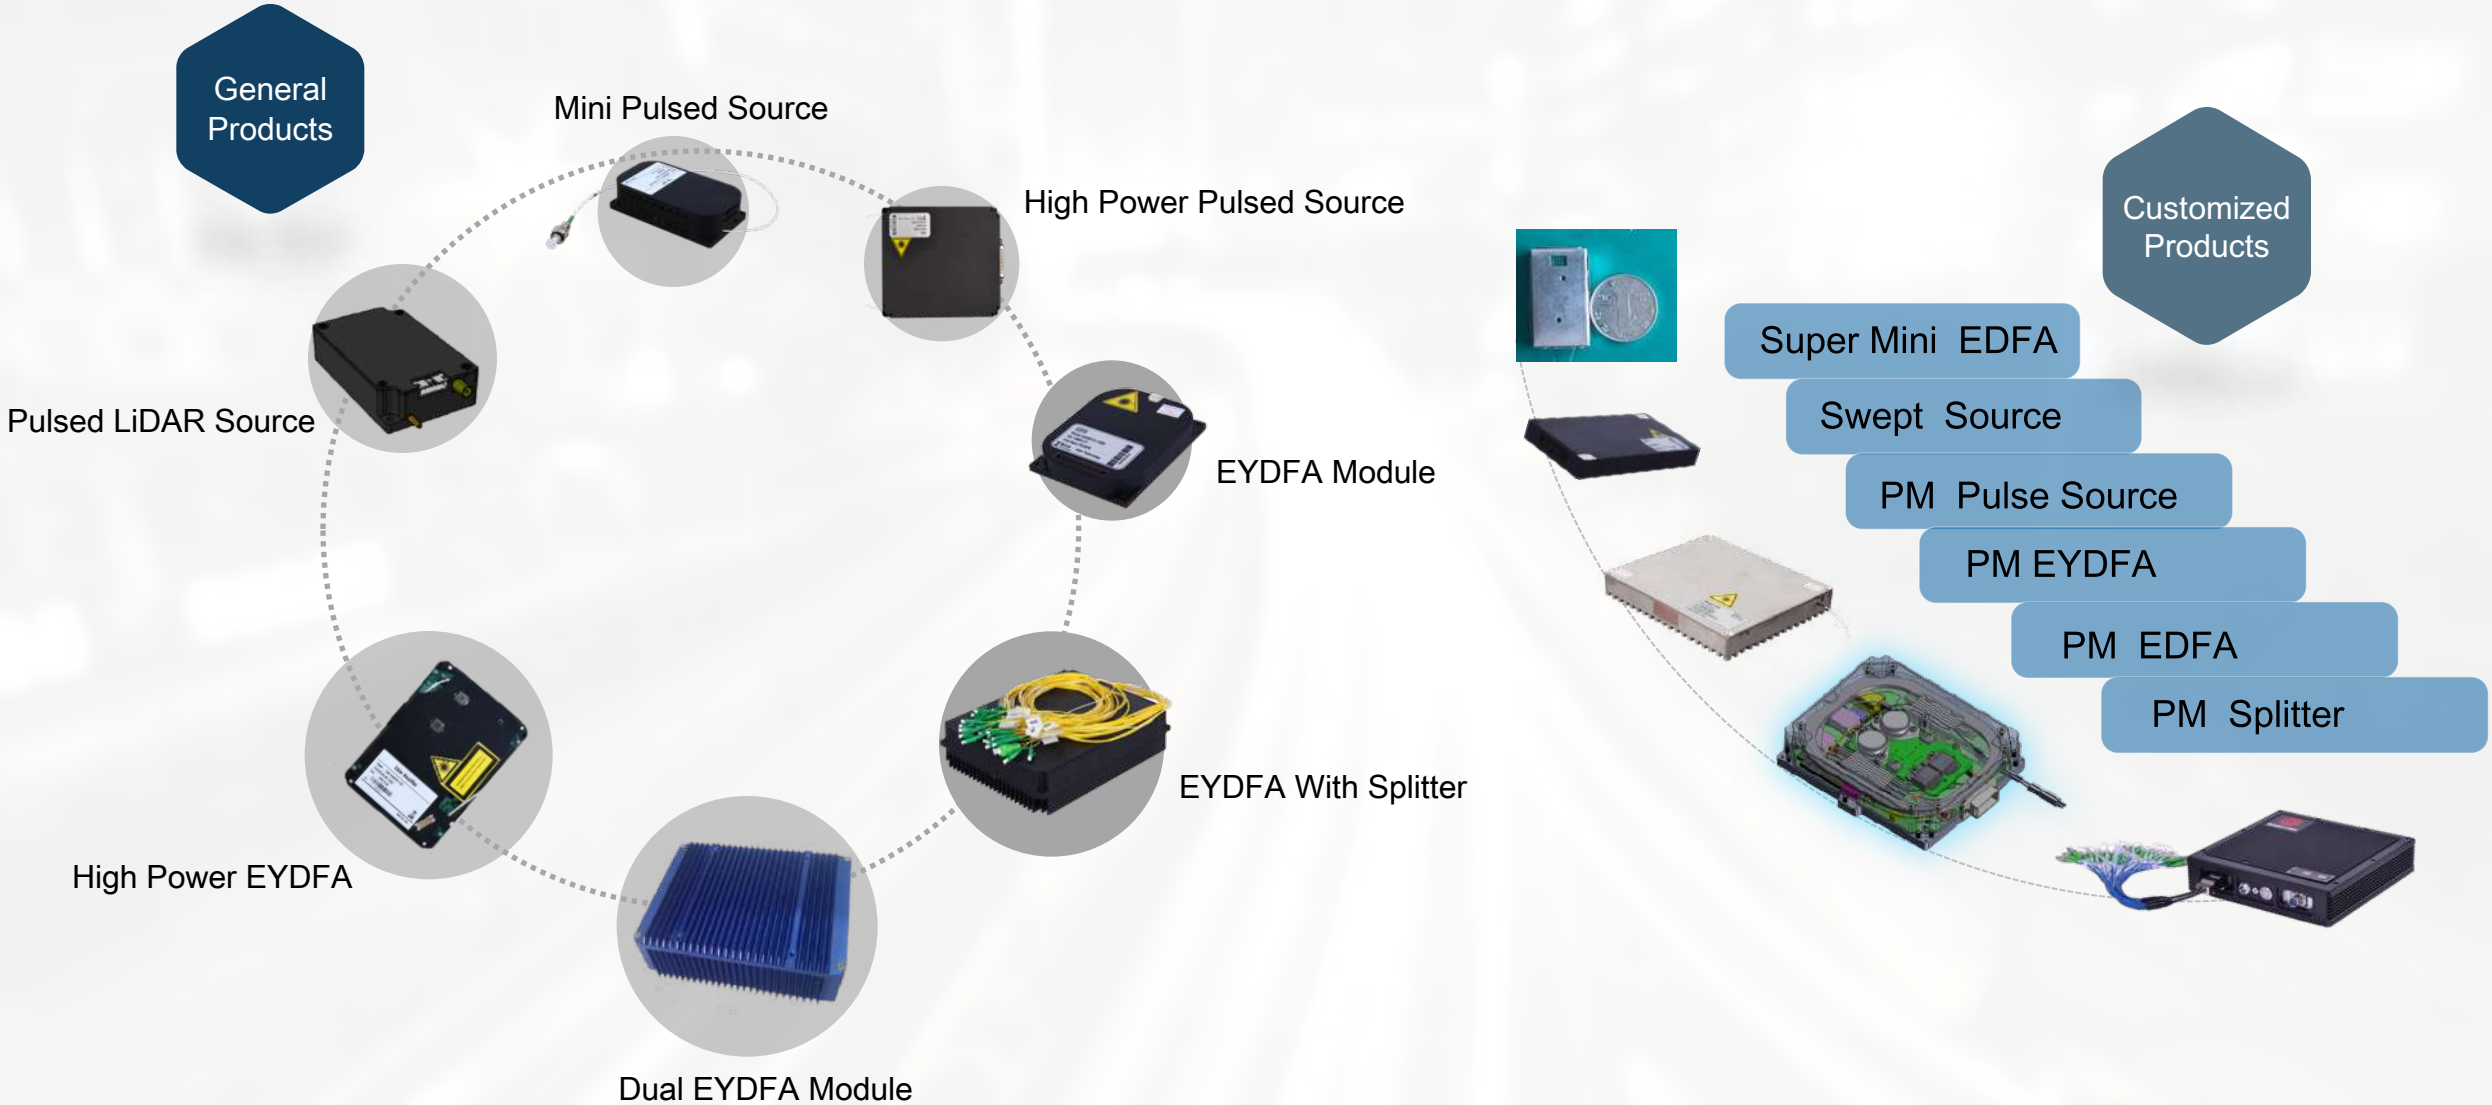 General
Products
Mini Pulsed Source
High Power Pulsed Source
Pulsed LiDAR Source
EYDFA Module
EYDFA With Splitter
High Power EYDFA
Dual EYDFA Module
Customized
Products
Super Mini EDFA
Swept Source
PM Pulse Source
PM EYDFA
PM EDFA
PM Splitter